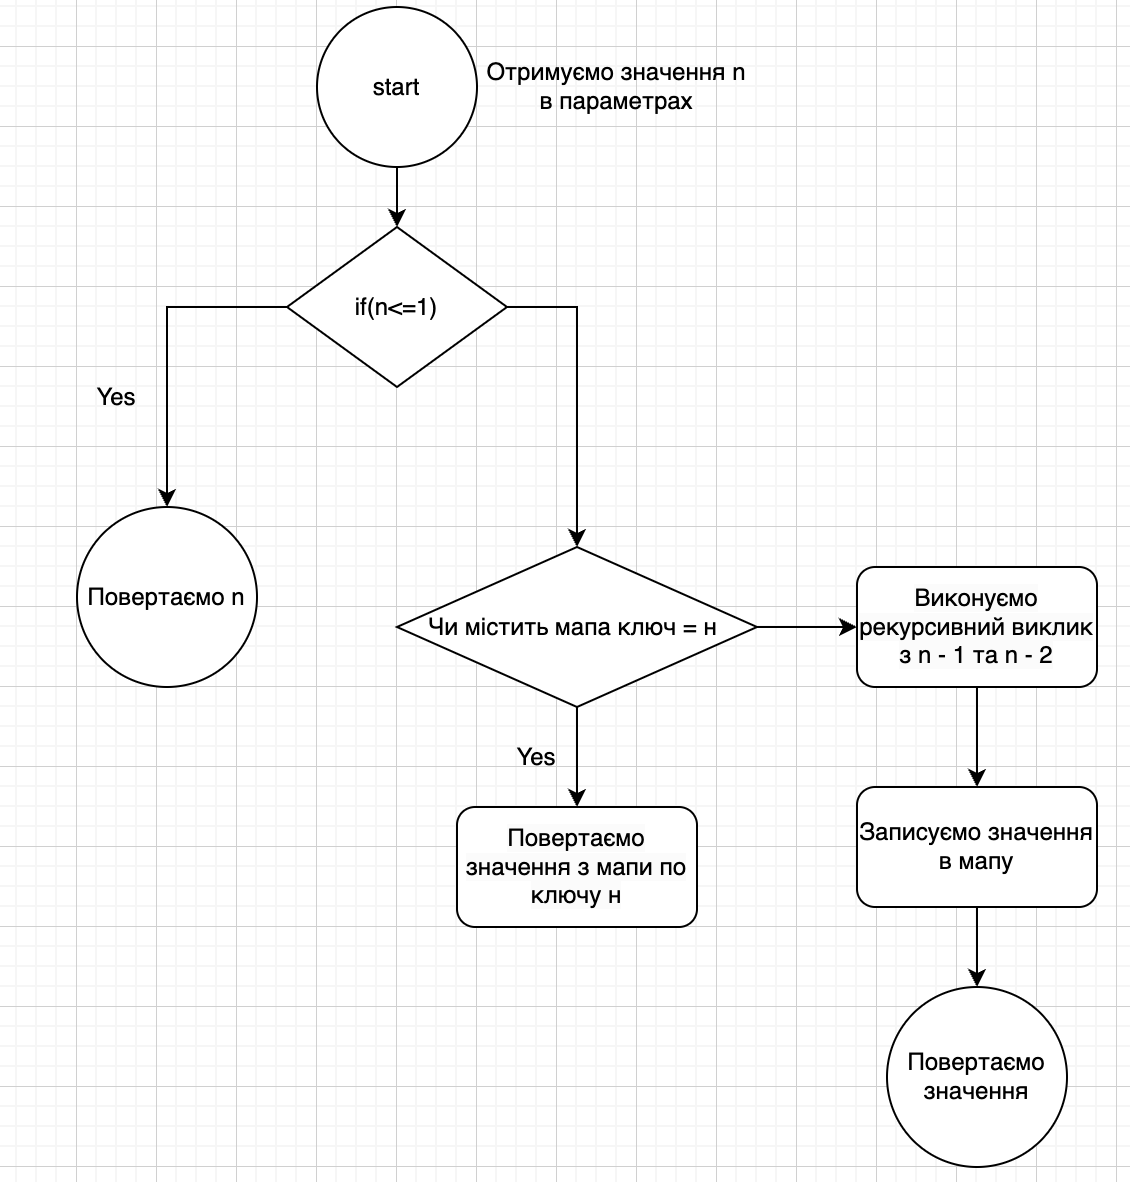 start
Отримуємо значення n
в параметрах
if(n<=1)
Yes
Повертаємо n
Чи містить мапа ключ = н
Виконуємо
рекурсивний виклик
з n - 1 та n - 2
Yes
Повертаємо
значення з мапи по
ключу н
Записуємо значення
в мапу
Повертаємо
значення